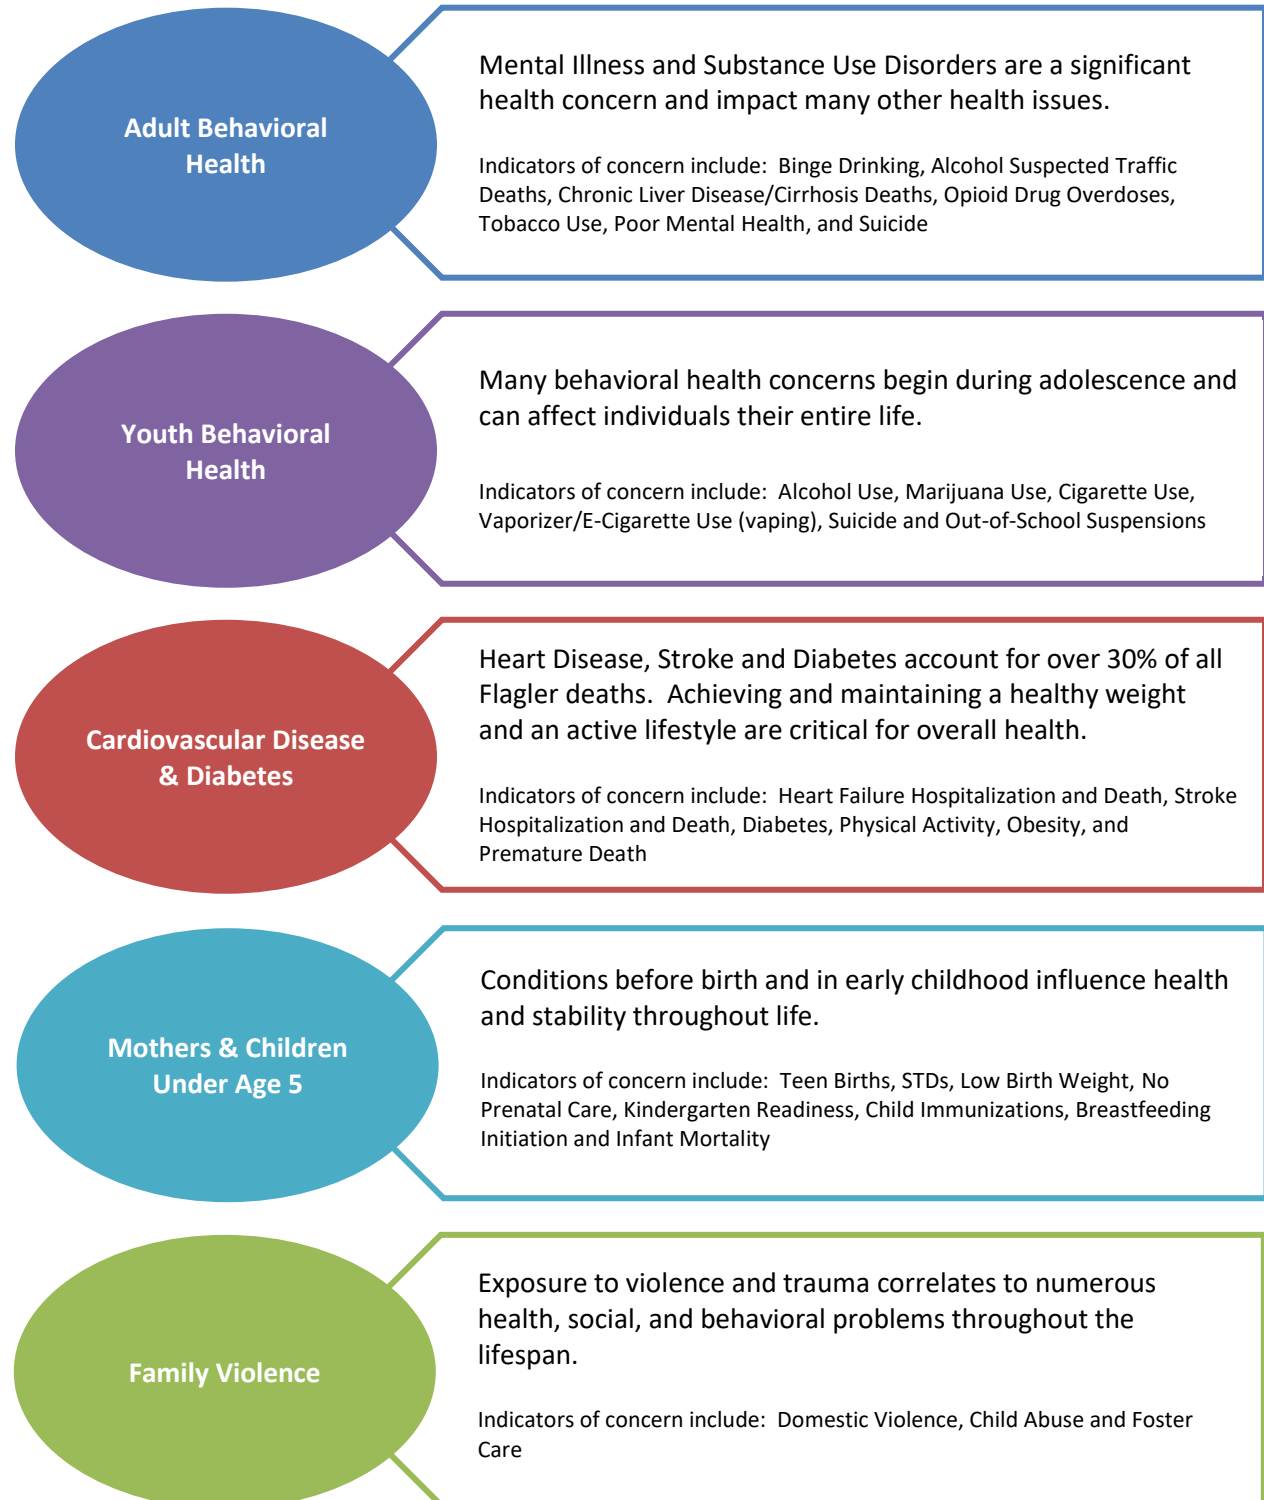 Adult Behavioral
Health
Mental Illness and Substance Use Disorders are a significant
health concern and impact many other health issues.
Indicators of concern include:  Binge Drinking, Alcohol Suspected Traffic
Deaths, Chronic Liver Disease/Cirrhosis Deaths, Opioid Drug Overdoses,
Tobacco Use, Poor Mental Health, and Suicide
Youth Behavioral
Health
Many behavioral health concerns begin during adolescence and
can affect individuals their entire life.
Indicators of concern include:  Alcohol Use, Marijuana Use, Cigarette Use,
Vaporizer/E-Cigarette Use (vaping), Suicide and Out-of-School Suspensions
Cardiovascular Disease
& Diabetes
Heart Disease, Stroke and Diabetes account for over 30% of all
Flagler deaths.  Achieving and maintaining a healthy weight
and an active lifestyle are critical for overall health.
Indicators of concern include:  Heart Failure Hospitalization and Death, Stroke
Hospitalization and Death, Diabetes, Physical Activity, Obesity, and
Premature Death
Mothers & Children
Under Age 5
Conditions before birth and in early childhood influence health
and stability throughout life.
Indicators of concern include:  Teen Births, STDs, Low Birth Weight, No
Prenatal Care, Kindergarten Readiness, Child Immunizations, Breastfeeding
Initiation and Infant Mortality
Family Violence
Exposure to violence and trauma correlates to numerous
health, social, and behavioral problems throughout the
lifespan.
Indicators of concern include:  Domestic Violence, Child Abuse and Foster
Care